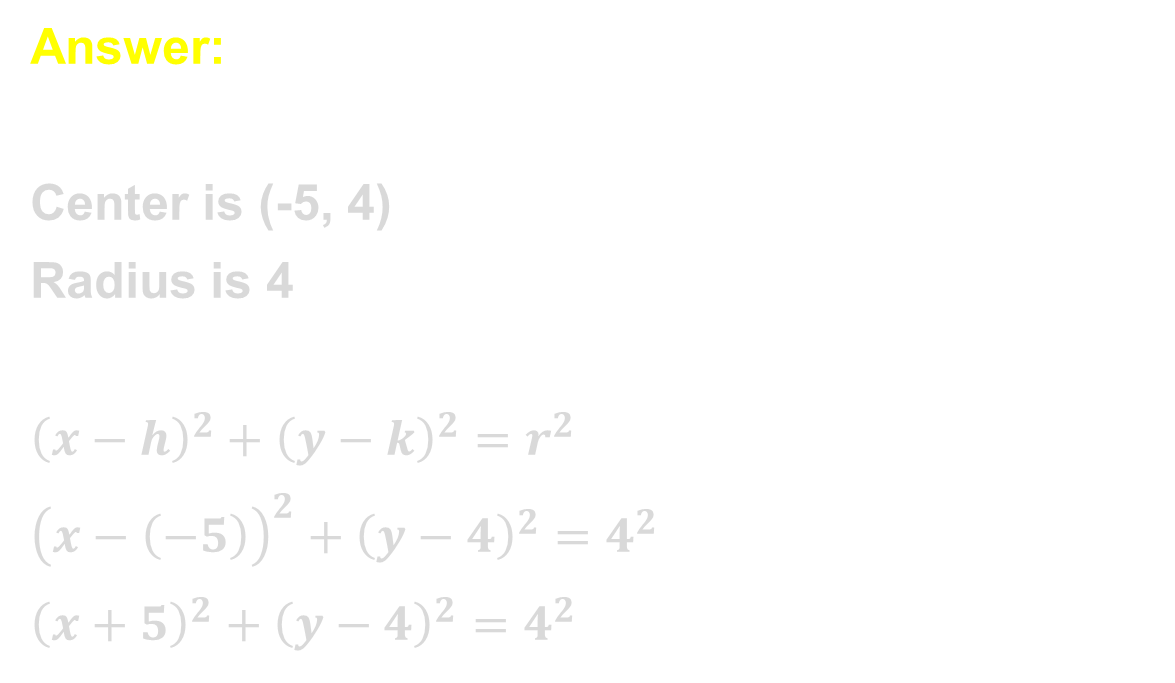 Answer:
Center is (-5, 4)
Radius is 4
(x − h)² + (y − k)² = r²
(x − (−5))² + (y − 4)² = 4²
(x + 5)² + (y − 4)² = 4²